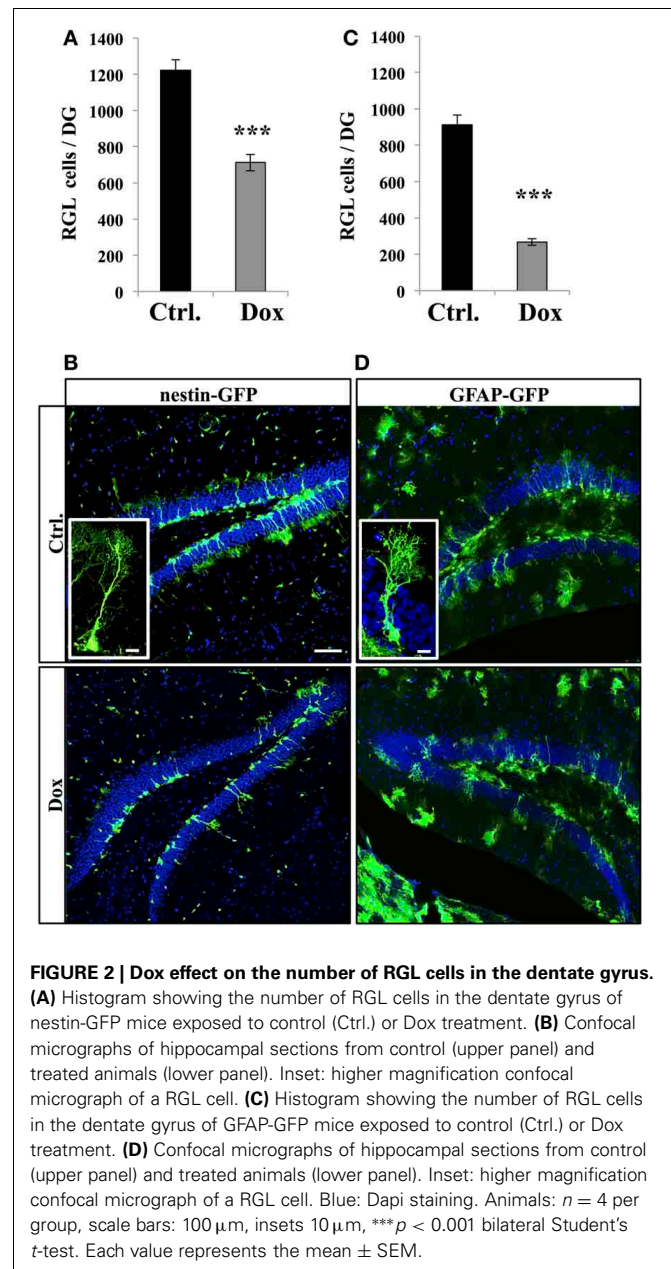 A
C
1400
1200
1000
800
600
400
200
0
RGL cells / DG
***
Ctrl. Dox
1400
1200
1000
800
600
400
200
0
RGL cells / DG
***
Ctrl. Dox
B
D
nestin-GFP
GFAP-GFP
Ctrl.
Dox
FIGURE 2 | Dox effect on the number of RGL cells in the dentate gyrus.
(A) Histogram showing the number of RGL cells in the dentate gyrus of
nestin-GFP mice exposed to control (Ctrl.) or Dox treatment. (B) Confocal
micrographs of hippocampal sections from control (upper panel) and
treated animals (lower panel). Inset: higher magnification confocal
micrograph of a RGL cell. (C) Histogram showing the number of RGL cells
in the dentate gyrus of GFAP-GFP mice exposed to control (Ctrl.) or Dox
treatment. (D) Confocal micrographs of hippocampal sections from control
(upper panel) and treated animals (lower panel). Inset: higher magnification
confocal micrograph of a RGL cell. Blue: Dapi staining. Animals: n = 4 per
group, scale bars: 100 μm, insets 10 μm, ***p < 0.001 bilateral Student's
t-test. Each value represents the mean ± SEM.